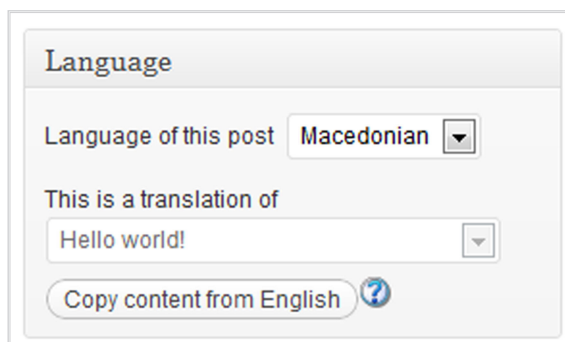 Language
Language of this post Macedonian
This is a translation of
Hello world!
Copy content from English ?